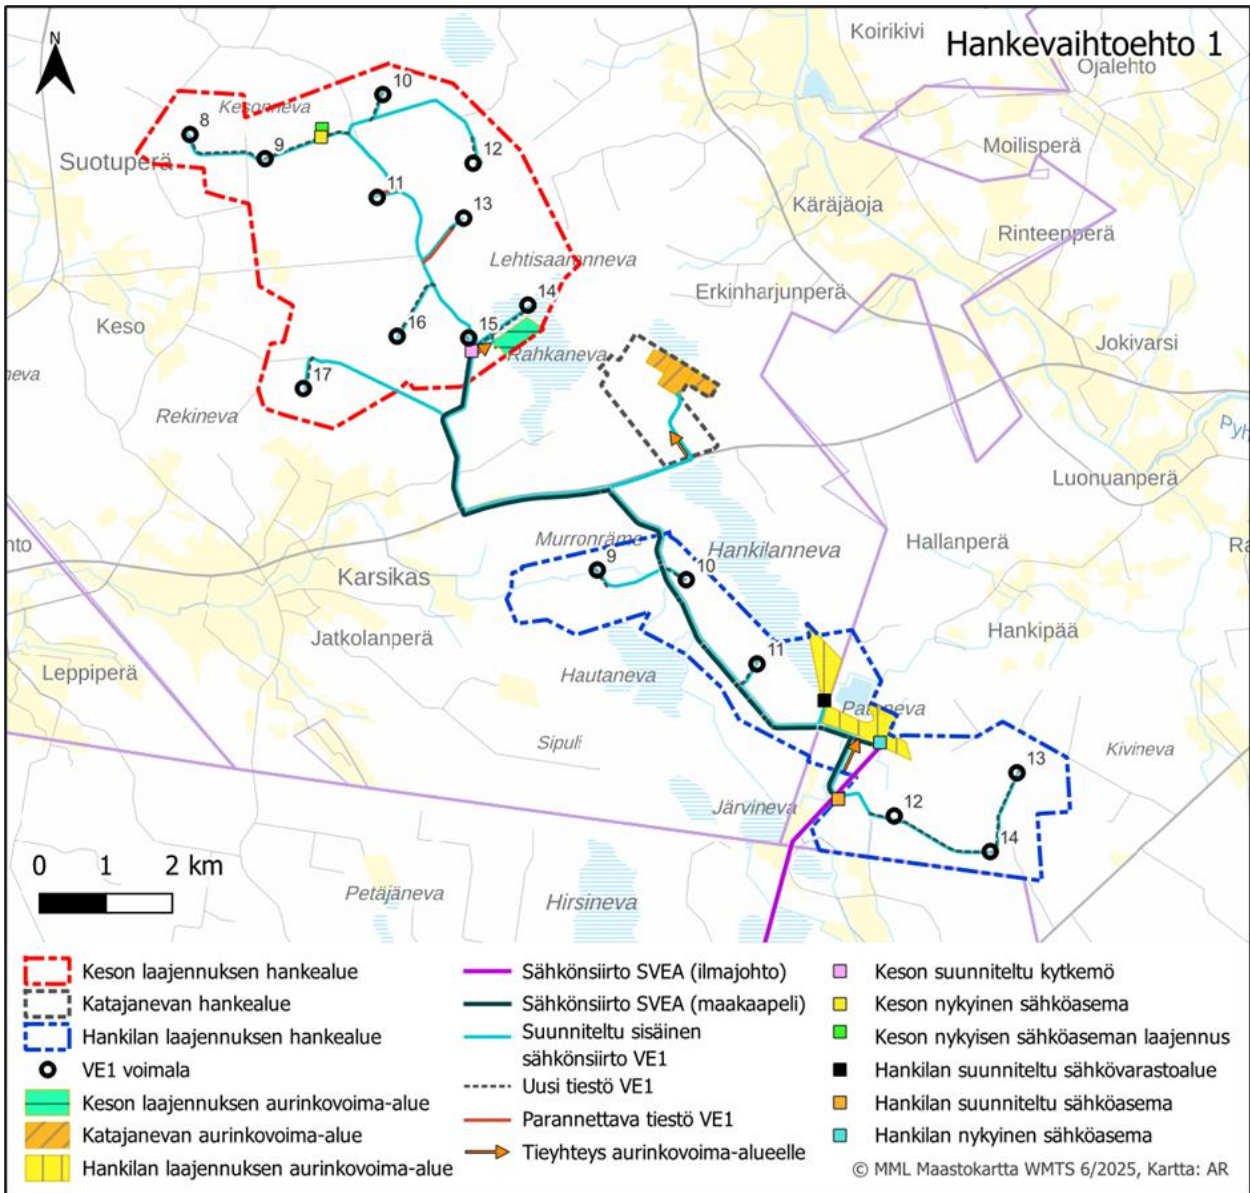 Hankevaihtoehto 1
N
Koirikivi
Ojalehto
Kesonneva
10
8
9
12
Suotuperä
Moilisperä
11
13
Käräjäoja
Rinteenperä
Lehtisaarenneva
14
Erkinharjunperä
Keso
16
15
Rahkaneva
Jokivarsi
neva
17
Rekineva
Pyh
Luonuanperä
Murronräme
Hankilanneva
Hallanperä
nto
Ra
9
10
Karsikas
Jatkolanperä
Hankipää
11
Leppiperä
Hautaneva
Sipuli
Kivineva
13
Järvineva
12
14
0 1 2 km
Petäjäneva
Hirsineva
Keson laajennuksen hankealue
Katajanevan hankealue
Hankilan laajennuksen hankealue
VE1 voimala
Keson laajennuksen aurinkovoima-alue
Katajanevan aurinkovoima-alue
Hankilan laajennuksen aurinkovoima-alue
Sähkönsiirto SVEA (ilmajohto)
Sähkönsiirto SVEA (maakaapeli)
Suunniteltu sisäinen
sähkönsiirto VE1
Uusi tiestö VE1
Parannettava tiestö VE1
Tieyhteys aurinkovoima-alueelle
Keson suunniteltu kytkemö
Keson nykyinen sähköasema
Keson nykyisen sähköaseman laajennus
Hankilan suunniteltu sähkövarastoalue
Hankilan suunniteltu sähköasema
Hankilan nykyinen sähköasema
© MML Maastokartta WMTS 6/2025, Kartta: AR